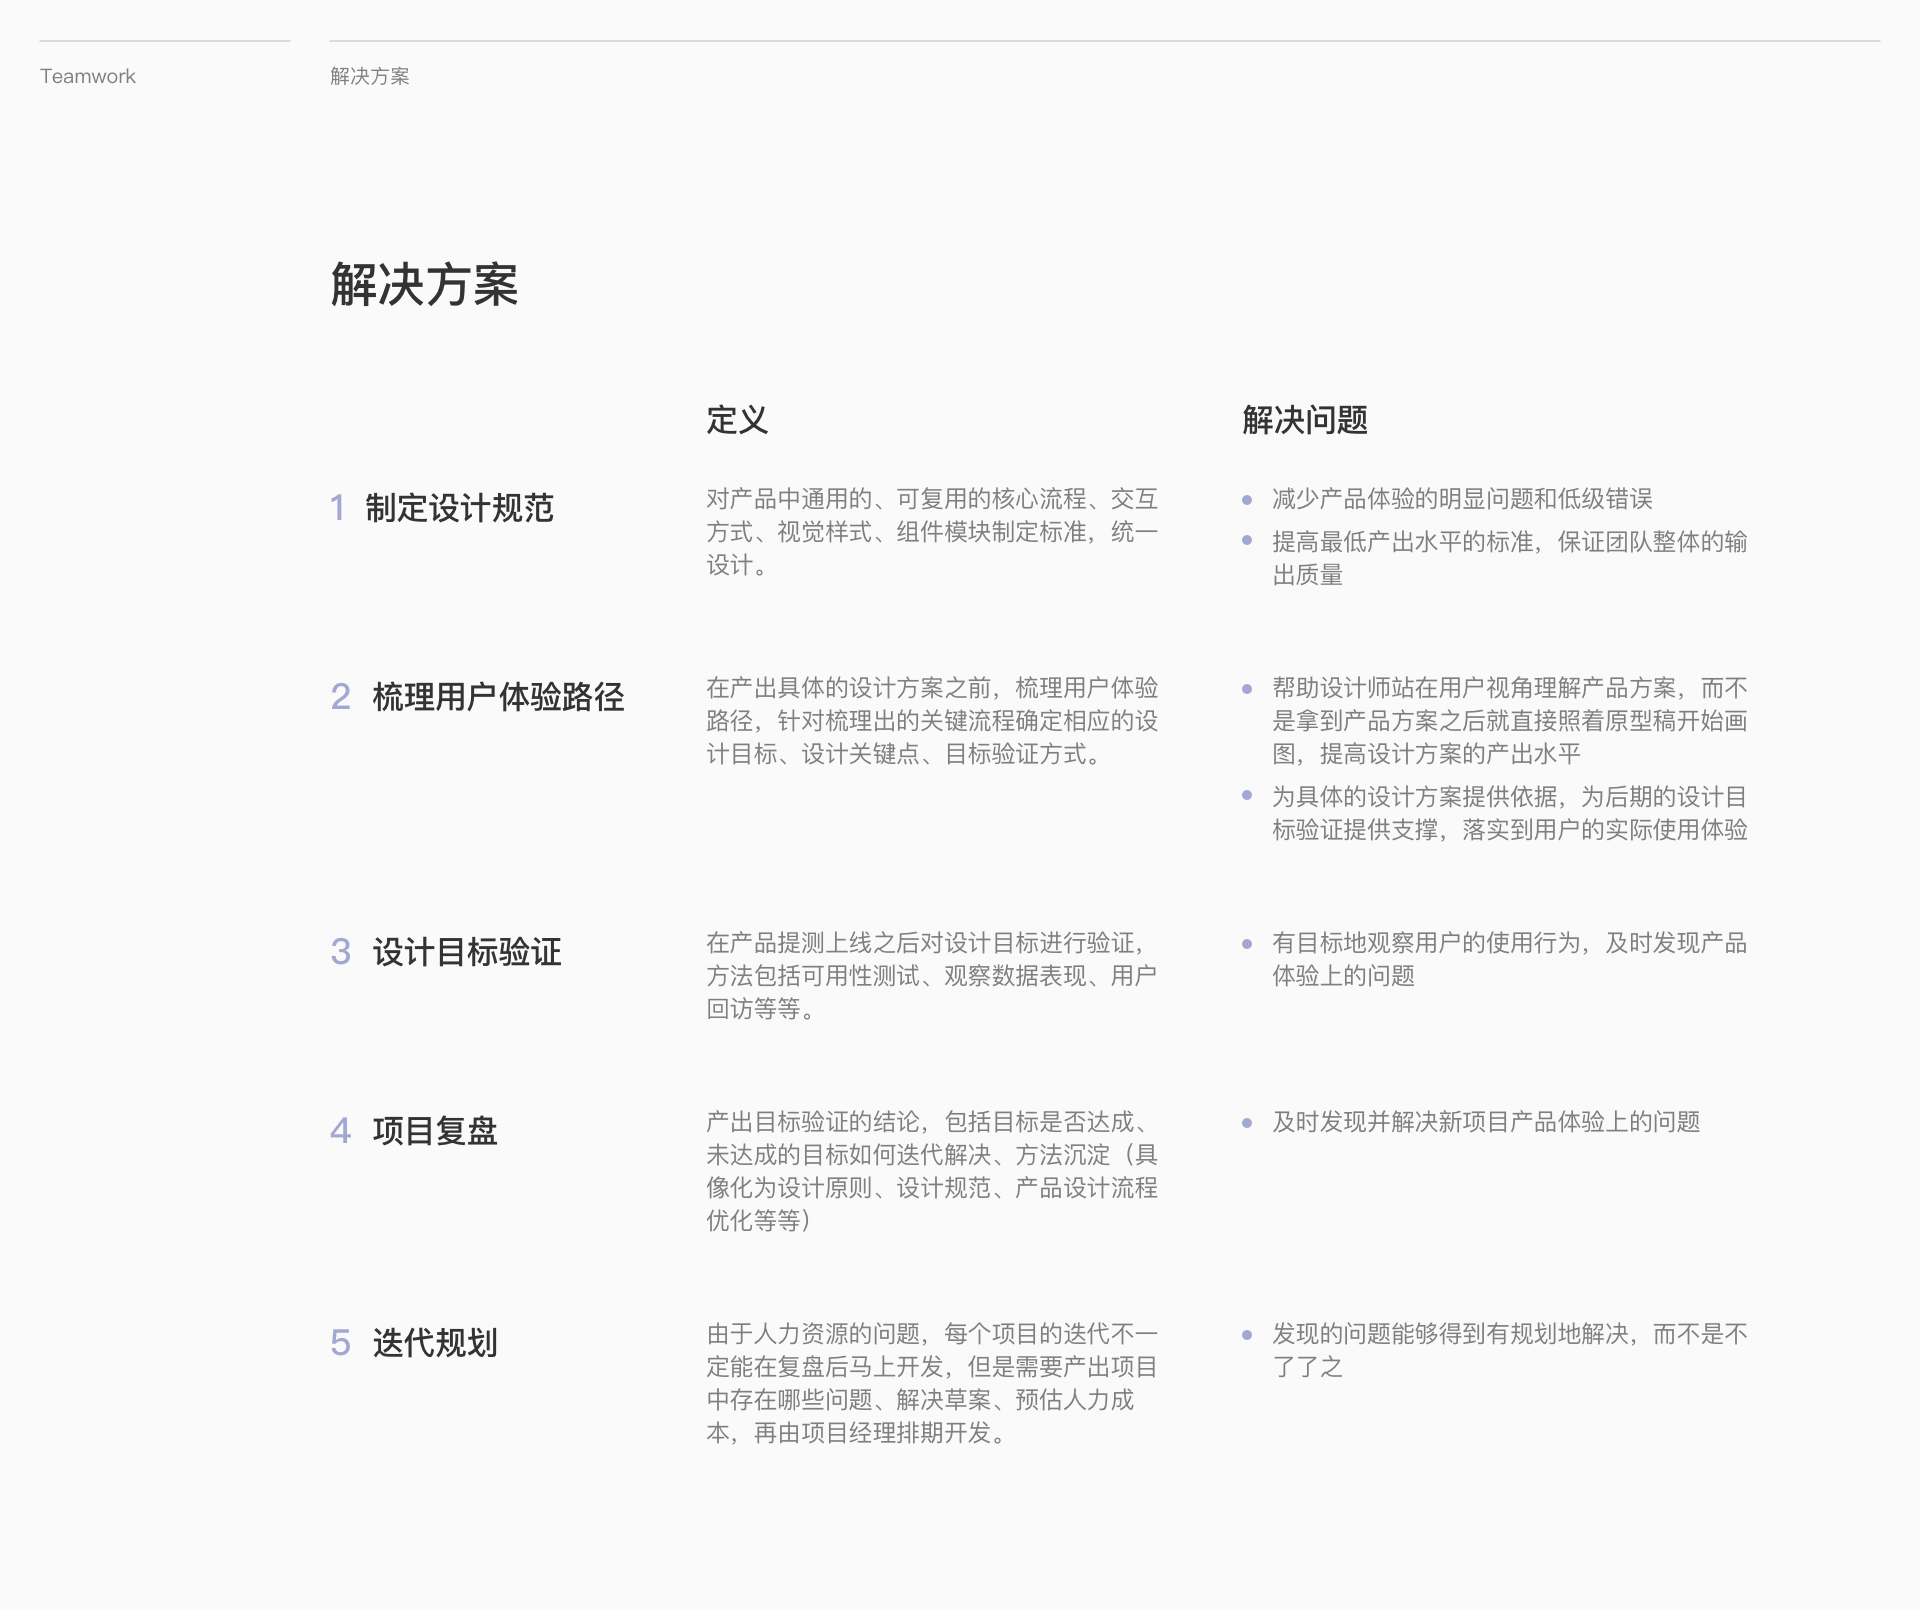 Teamwork
解决方案
解决方案
定义
解决问题
1 制定设计规范
对产品中通用的、可复用的核心流程、交互
方式、视觉样式、组件模块制定标准，统一
设计。
减少产品体验的明显问题和低级错误
提高最低产出水平的标准，保证团队整体的输
出质量
2 梳理用户体验路径
在产出具体的设计方案之前，梳理用户体验
路径，针对梳理出的关键流程确定相应的设
计目标、设计关键点、目标验证方式。
帮助设计师站在用户视角理解产品方案，而不
是拿到产品方案之后就直接照着原型稿开始画
图，提高设计方案的产出水平
为具体的设计方案提供依据，为后期的设计目
标验证提供支撑，落实到用户的实际使用体验
3 设计目标验证
在产品提测上线之后对设计目标进行验证，
方法包括可用性测试、观察数据表现、用户
回访等等。
有目标地观察用户的使用行为，及时发现产品
体验上的问题
4 项目复盘
产出目标验证的结论，包括目标是否达成、
未达成的目标如何迭代解决、方法沉淀（具
像化为设计原则、设计规范、产品设计流程
优化等等）
及时发现并解决新项目产品体验上的问题
5 迭代规划
由于人力资源的问题，每个项目的迭代不一
定能在复盘后马上开发，但是需要产出项目
中存在哪些问题、解决草案、预估人力成
本，再由项目经理排期开发。
发现的问题能够得到有规划地解决，而不是不
了了之